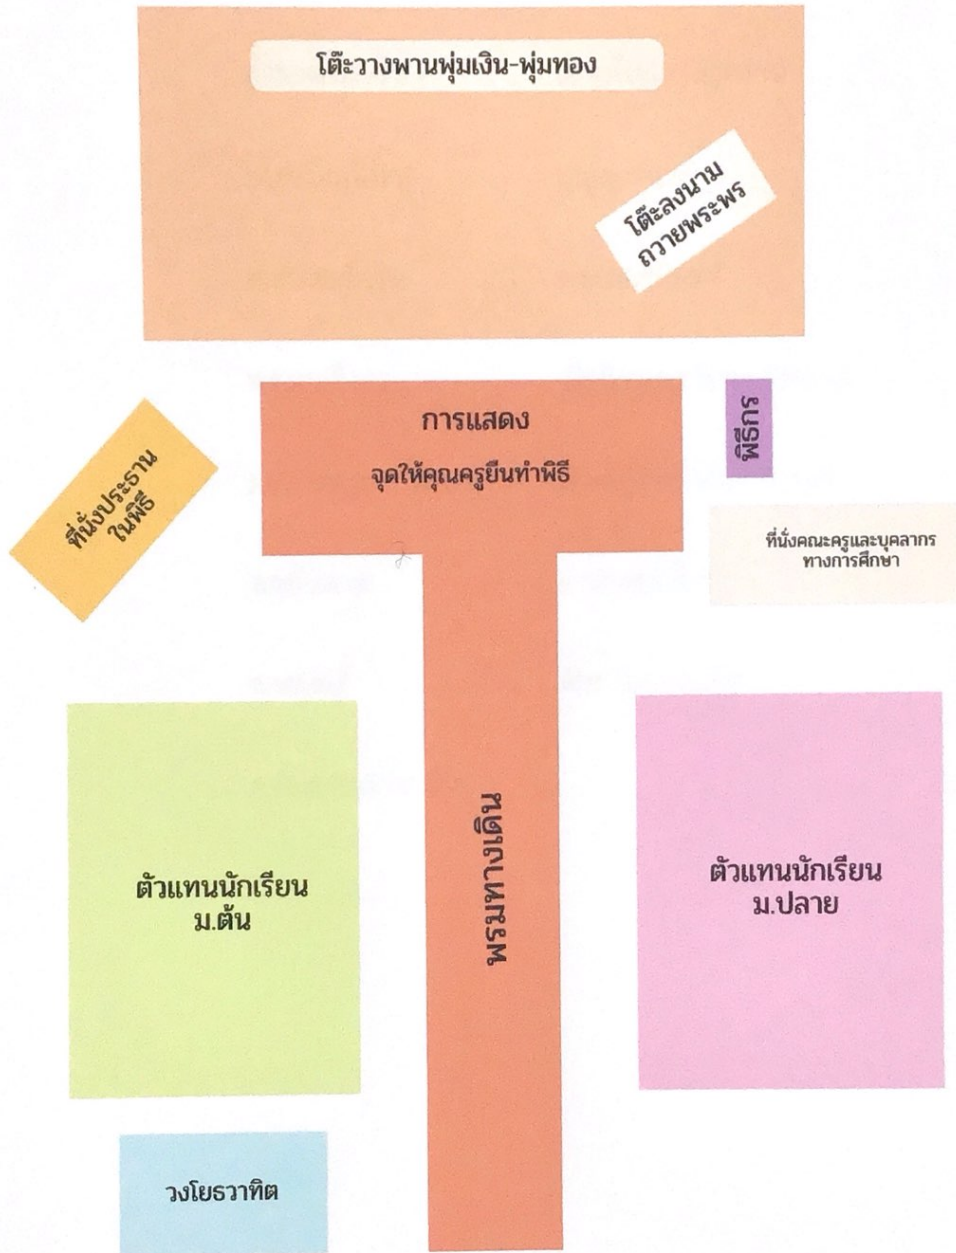 โต๊ะวางพานพุ่มเงิน-พุ่มทอง
โต๊ะลงนาม
ถวายพระพร
การแสดง
จุดให้คุณครูยืนทำพิธี
พิธีกร
ที่นั่งประธาน
ในพิธี
ที่นั่งคณะครูและบุคลากร
ทางการศึกษา
พรมทางเดิน
ตัวแทนนักเรียน
ม.ต้น
ตัวแทนนักเรียน
ม.ปลาย
วงโยธวาทิต